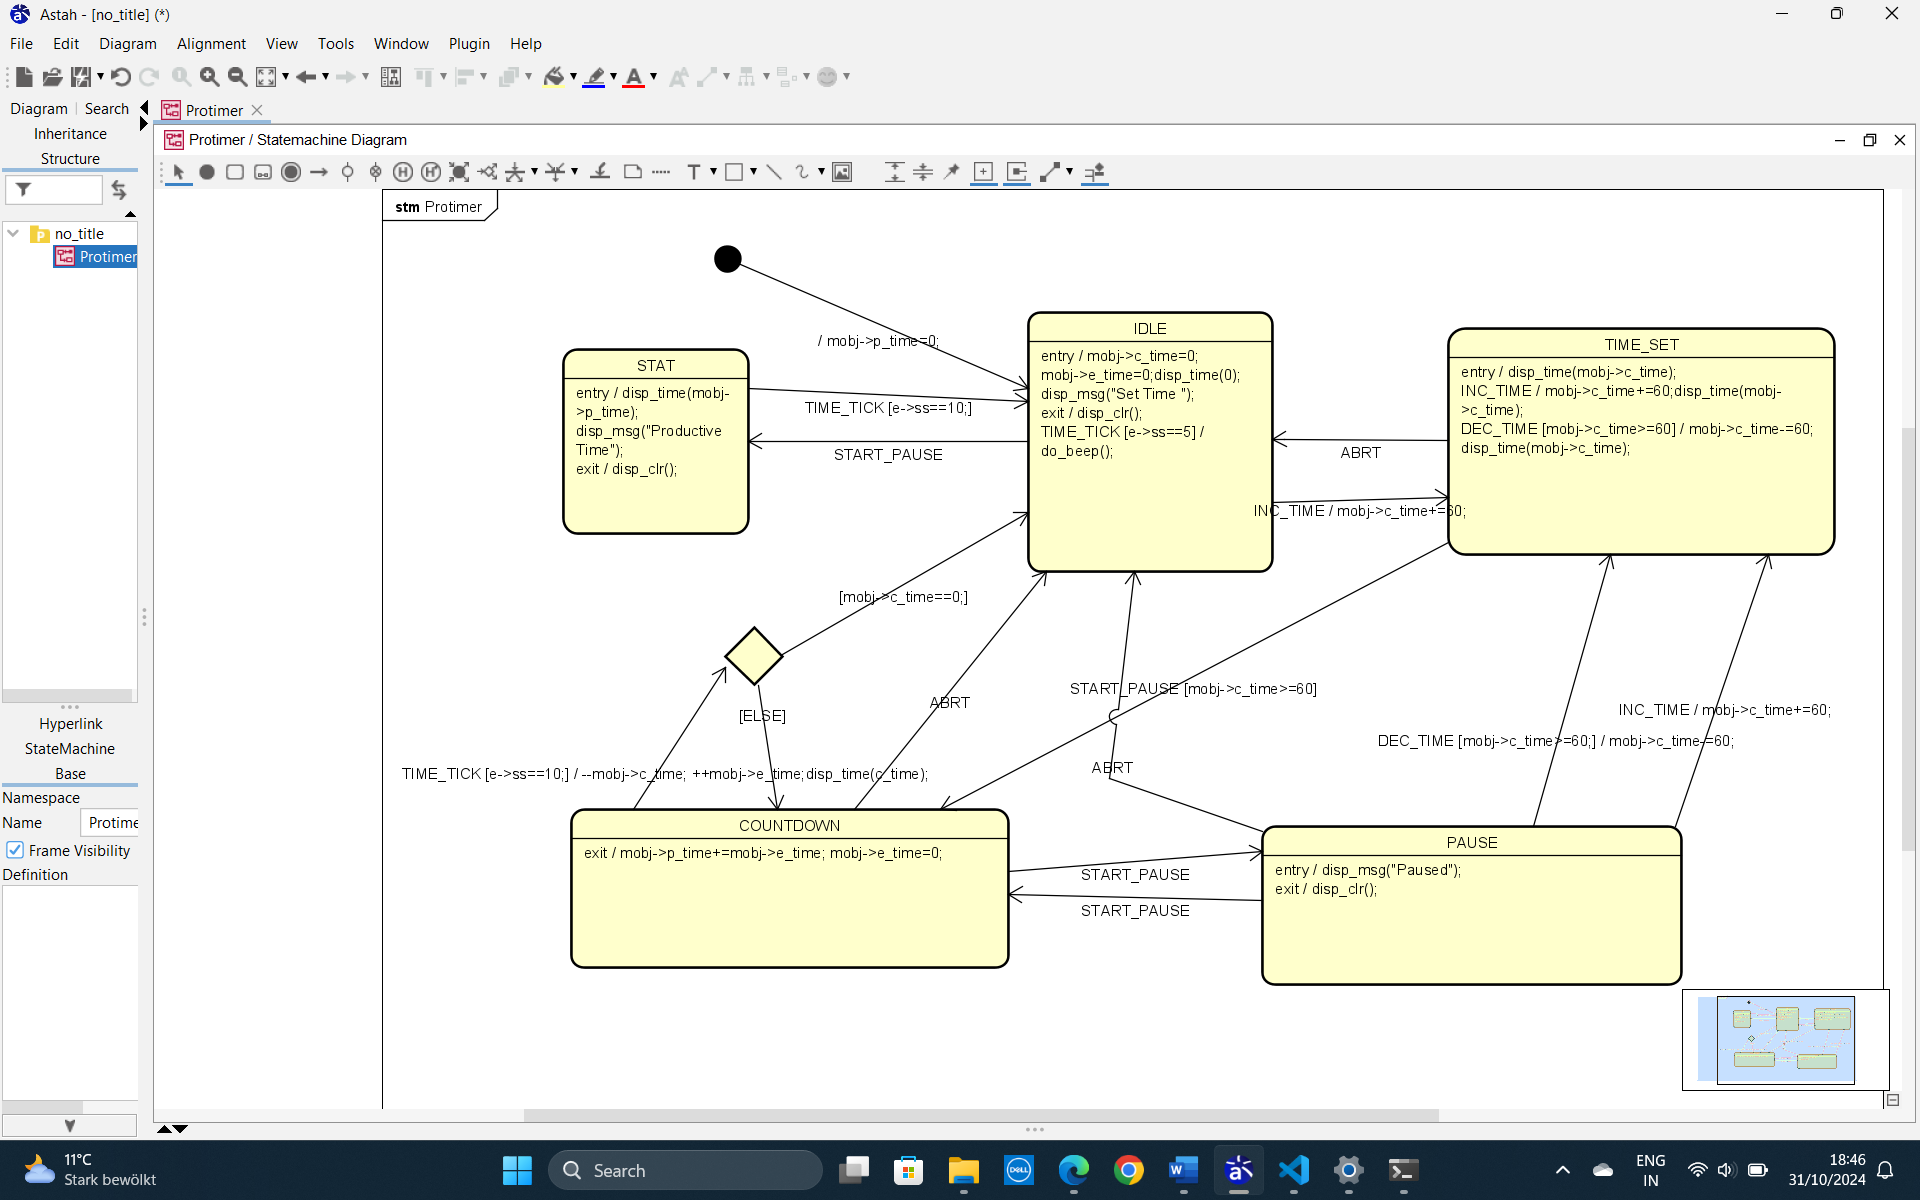 Astah - [no_title] (*)
File Edit Diagram Alignment View Tools Window Plugin Help
Diagram Search
Inheritance
Structure
Protimer
Protimer / Statemachine Diagram
no_title
Protimer
stm Protimer
/ mobj->p_time=0;
IDLE
entry / mobj->c_time=0;
mobj->e_time=0;disp_time(0);
disp_msg("Set Time ");
exit / disp_clr();
TIME_TICK [e->ss==5] /
do_beep();
TIME_SET
entry / disp_time(mobj->c_time);
INC_TIME / mobj->c_time+=60;disp_time(mobj-
>c_time);
DEC_TIME [mobj->c_time>=60] / mobj->c_time-=60;
disp_time(mobj->c_time);
STAT
entry / disp_time(mobj-
>p_time);
disp_msg("Productive
Time");
exit / disp_clr();
TIME_TICK [e->ss==10;]
START_PAUSE
ABRT
INC_TIME / mobj->c_time+=60;
[mobj->c_time==0;]
START_PAUSE [mobj->c_time>=60]
ABRT
[ELSE]
INC_TIME / mobj->c_time+=60;
DEC_TIME [mobj->c_time>=60;] / mobj->c_time-=60;
ABRT
TIME_TICK [e->ss==10;] / --mobj->c_time; ++mobj->e_time;disp_time(c_time);
COUNTDOWN
exit / mobj->p_time+=mobj->e_time; mobj->e_time=0;
START_PAUSE
START_PAUSE
PAUSE
entry / disp_msg("Paused");
exit / disp_clr();
Hyperlink
StateMachine
Base
Namespace
Name Protime
Frame Visibility
Definition
11°C
Stark bewölkt
Search
DELL
ENG
IN
18:46
31/10/2024